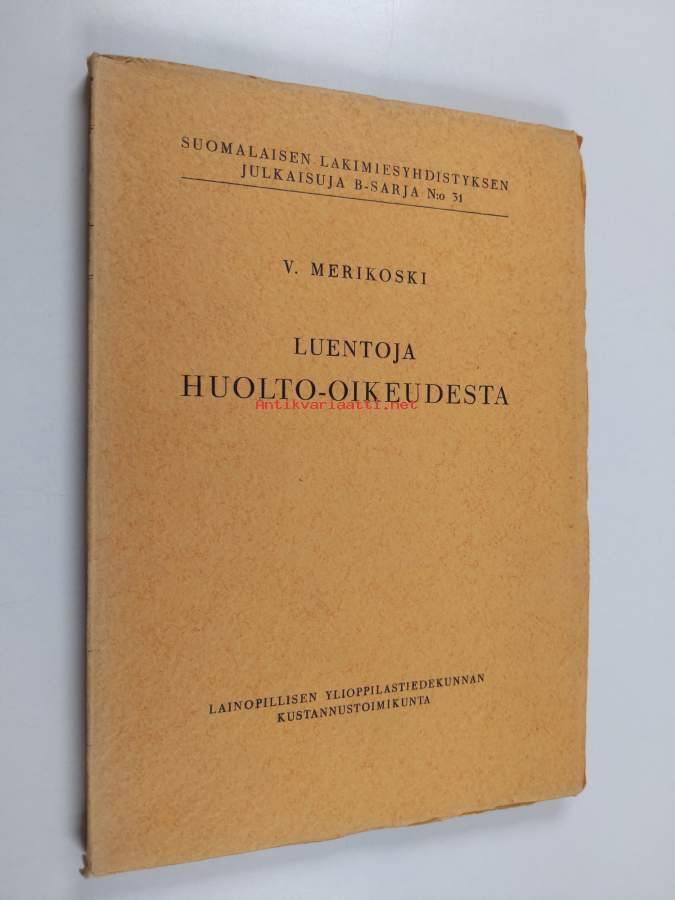 SUOMALAISEN LAKIMIESYHDISTYKSEN
JULKAISUJA B-SARJA N:o 31
V. MERIKOSKI
LUENTOJA
HUOLTO-OIKEUDESTA
Antikvariaatti.net
LAINOPILLISEN YLIOPPILASTIEDEKUNNAN
KUSTANNUSTOIMIKUNTA